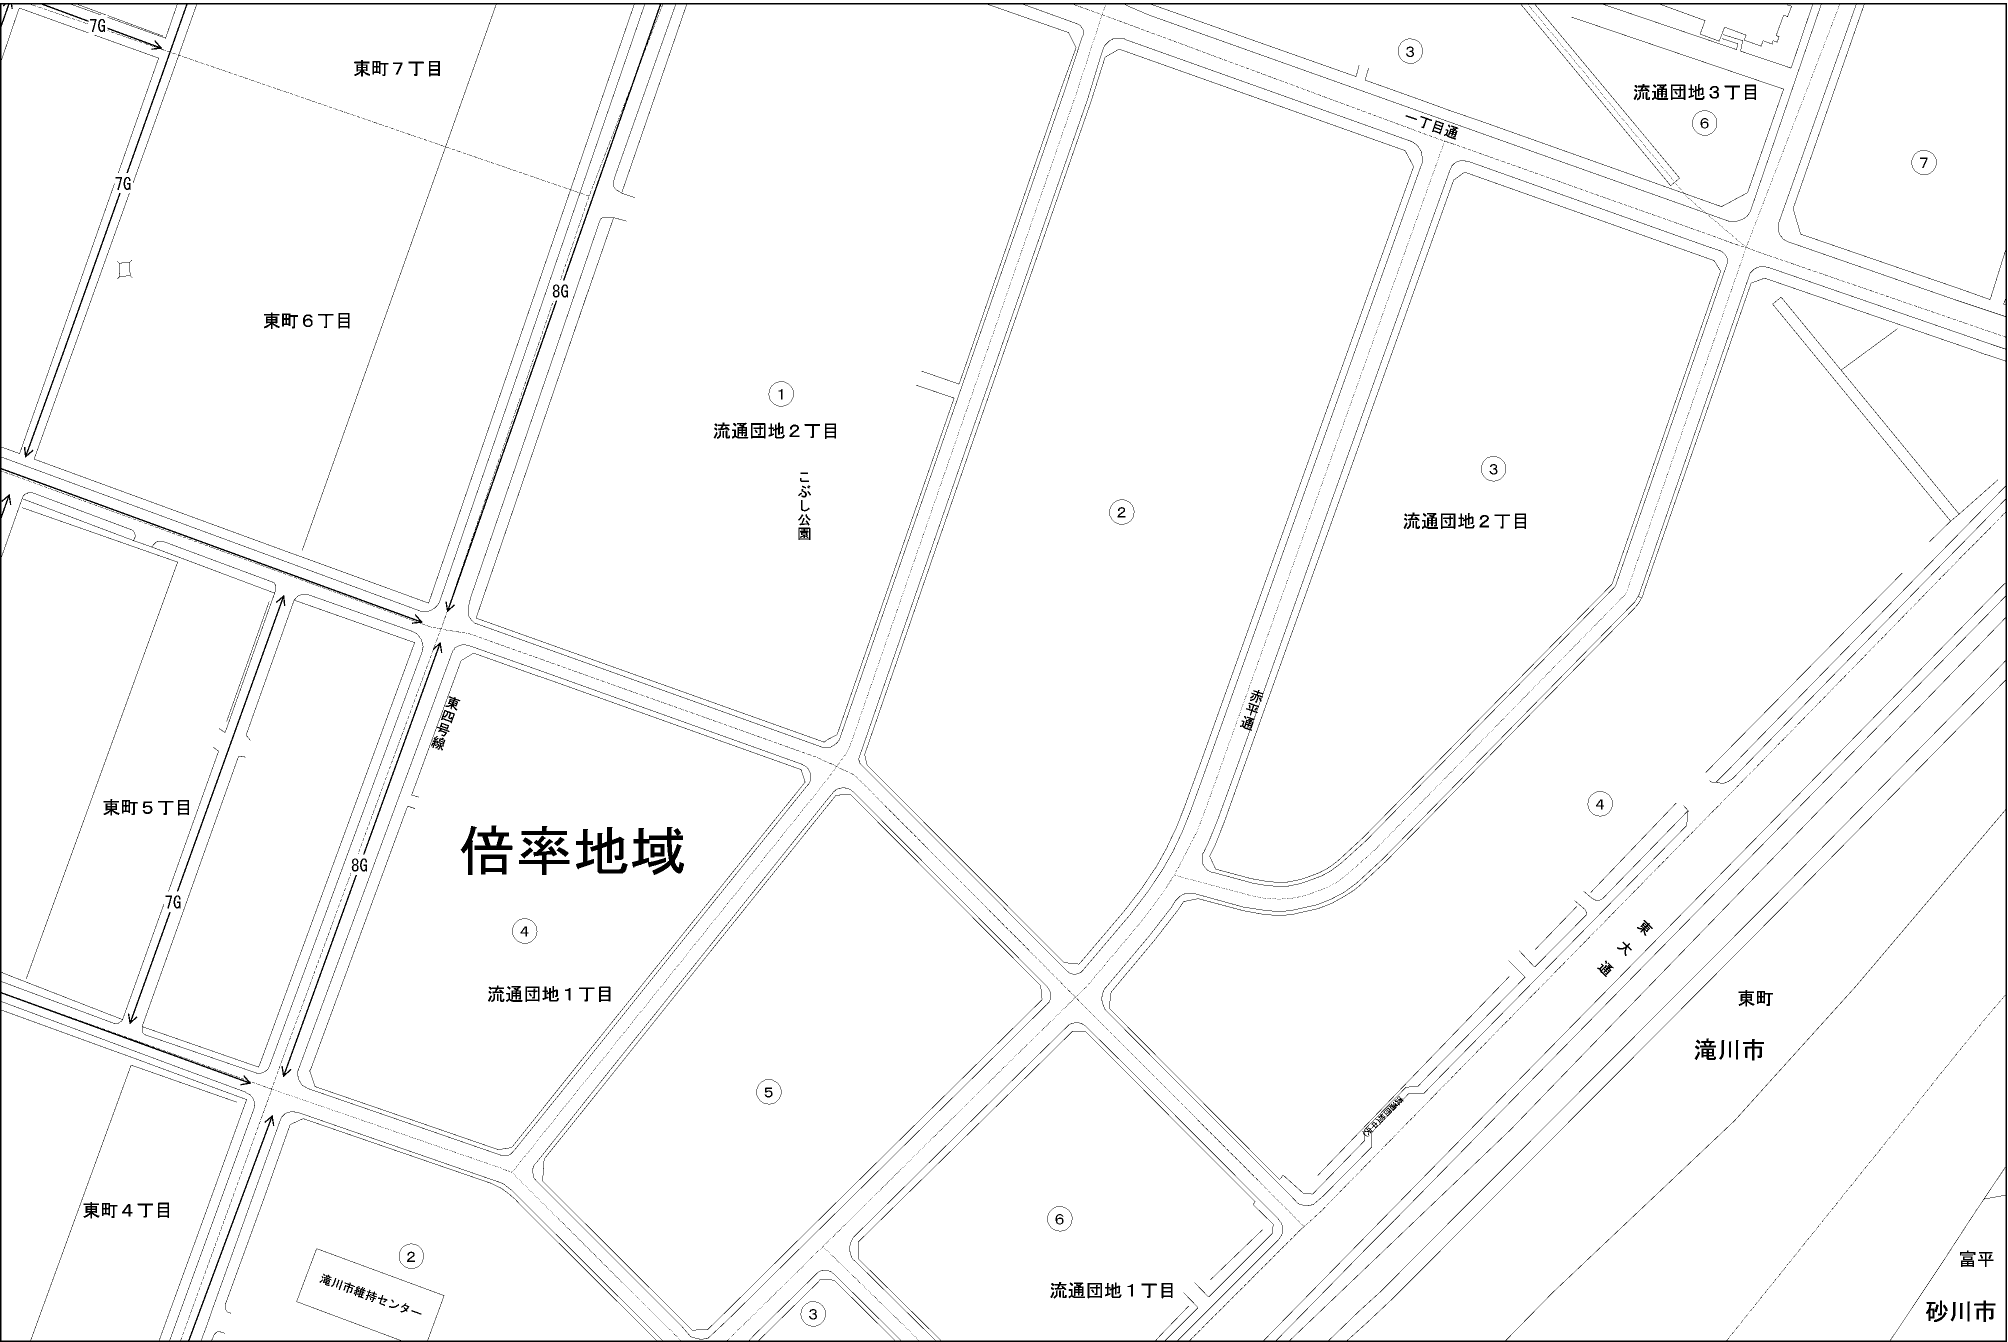 7G
東町７丁目
③
流通団地３丁目
⑥
一丁目通
⑦
7G
8G
東町６丁目
①
流通団地２丁目
こぶし公園
②
③
流通団地２丁目
東四号線
赤平通
東町５丁目
倍率地域
④
8G
7G
④
流通団地１丁目
東大通
東町
滝川市
⑤
東町４丁目
②
滝川市維持センター
⑥
流通団地１丁目
③
富平
砂川市